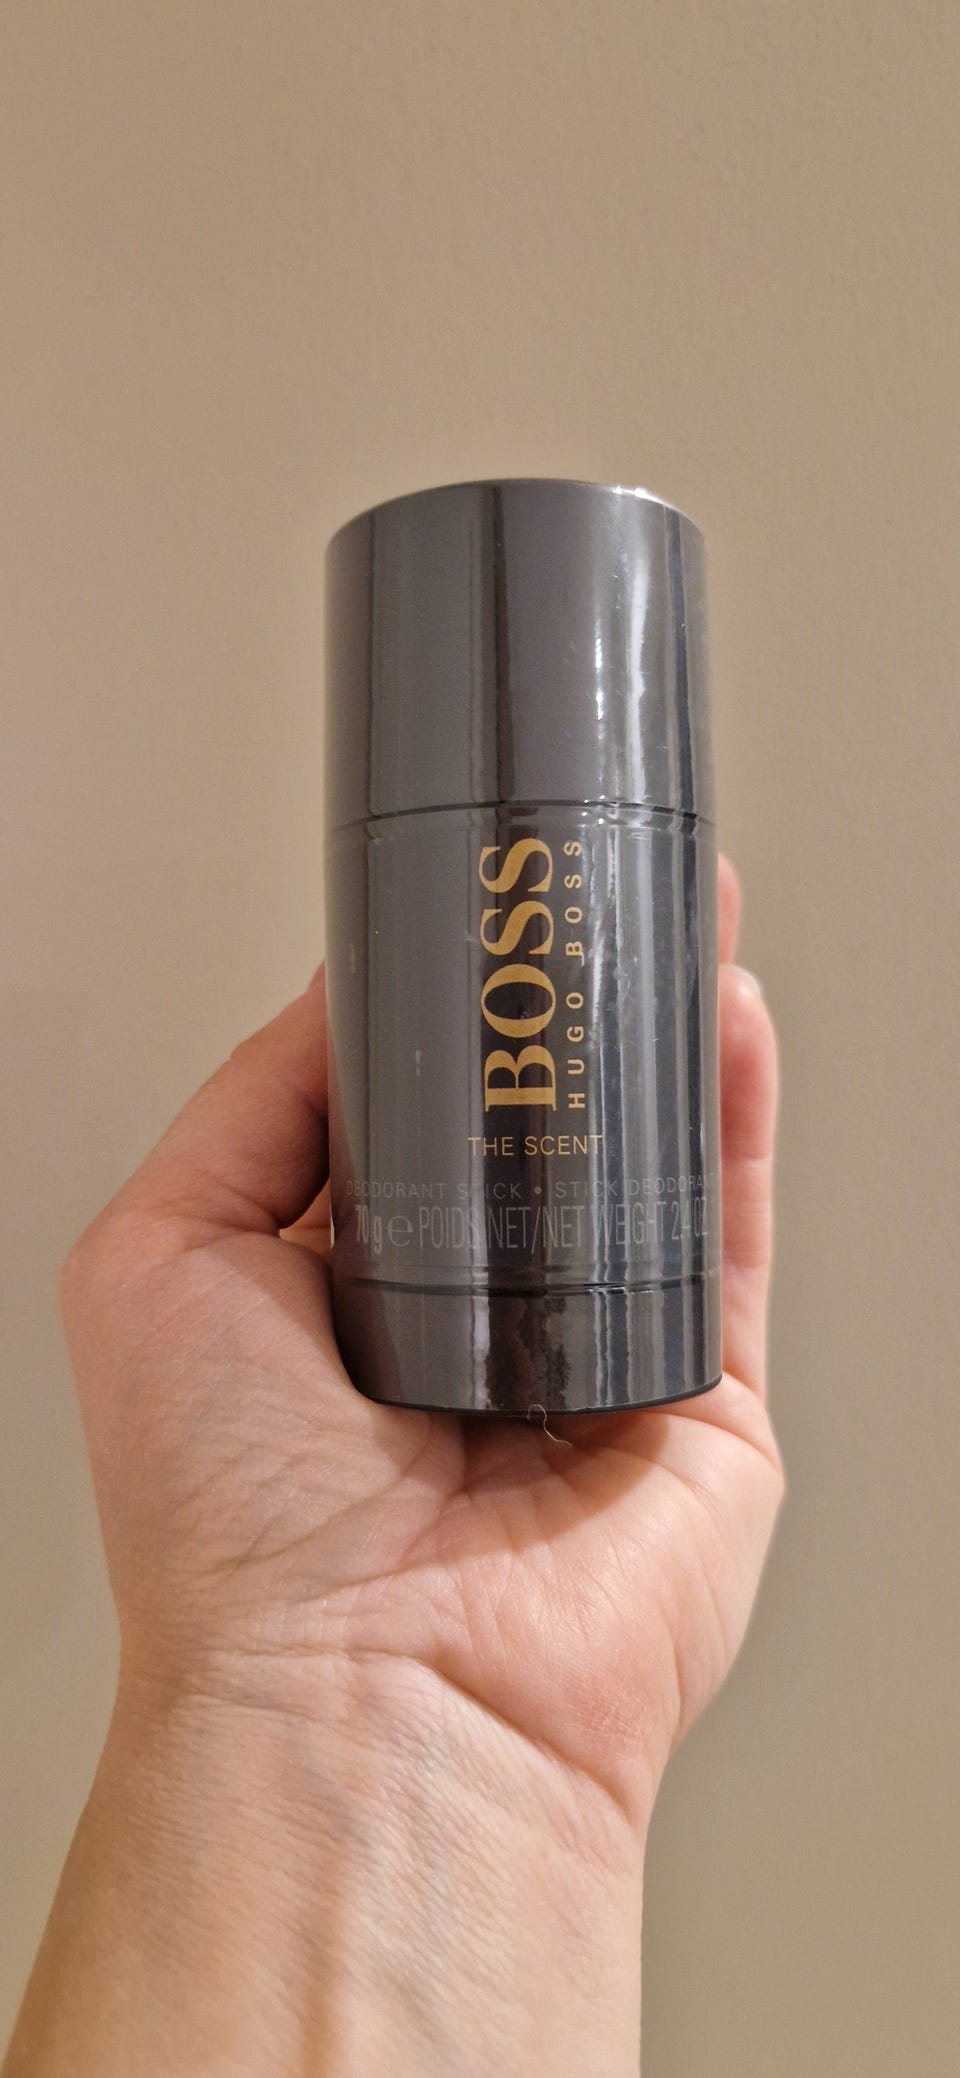 BOSS
HUGO BOSS
THE SCENT
DEODORANT STICK • STICK DEODORANT
70g e POIDS NET/NET WEIGHT 2.4 OZ